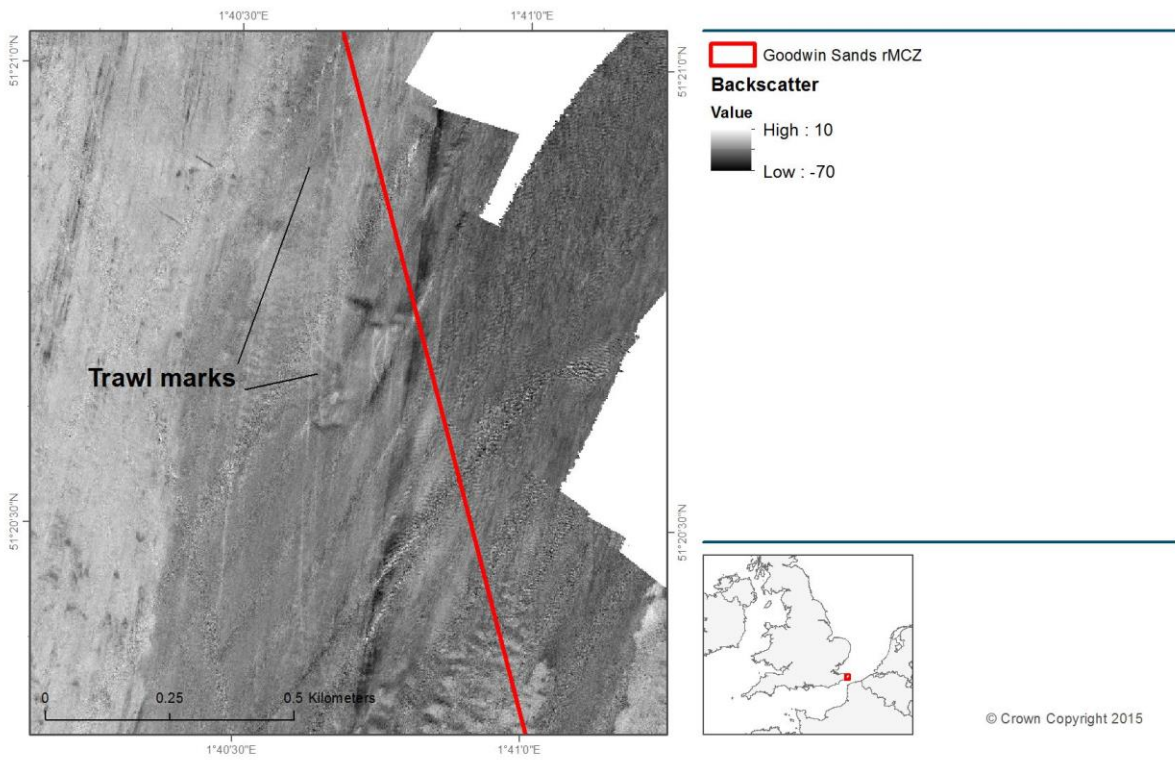 1°40'30"E
1°41'0"E
51°21'0"N
51°21'0"N
Trawl marks
51°20'30"N
51°20'30"N
0
0.25
0.5 Kilometers
1°40'30"E
1°41'0"E
Goodwin Sands rMCZ
Backscatter
Value
High : 10
Low : -70
© Crown Copyright 2015